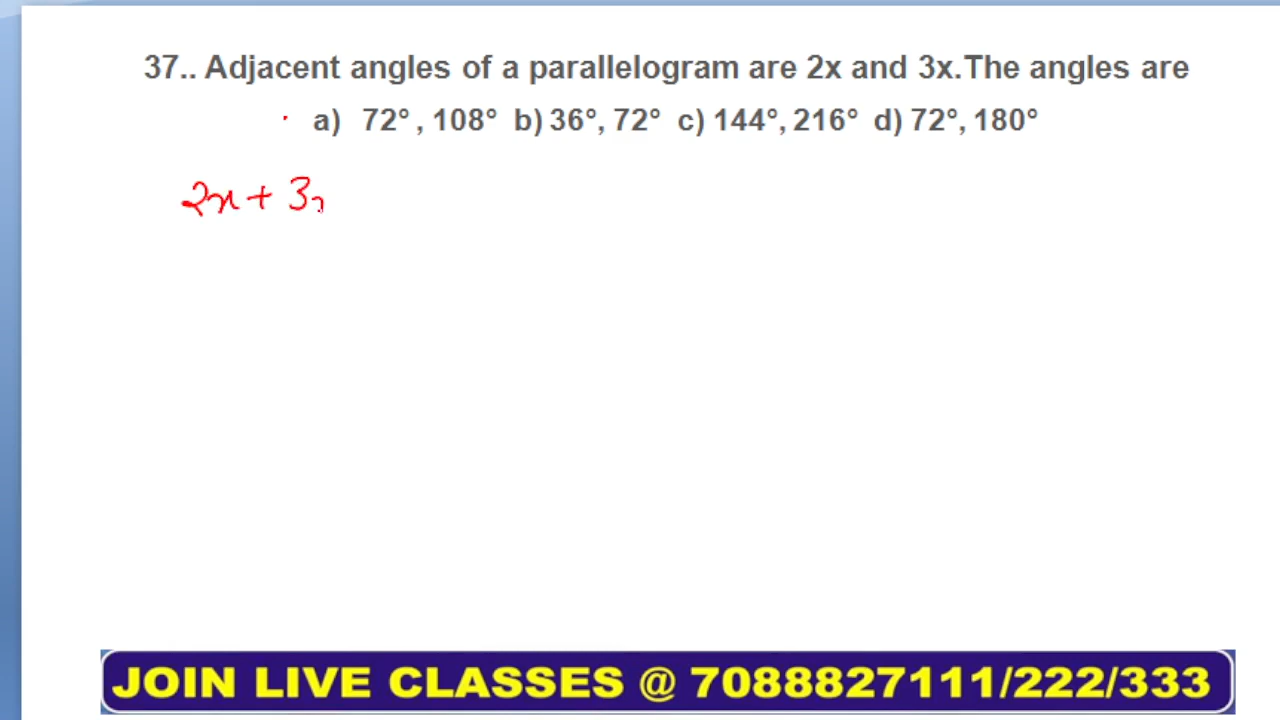 37.. Adjacent angles of a parallelogram are 2x and 3x.The angles are
a) 72° , 108° b) 36°, 72° c) 144°, 216° d) 72°, 180°
2x + 3
JOIN LIVE CLASSES @ 7088827111/222/333